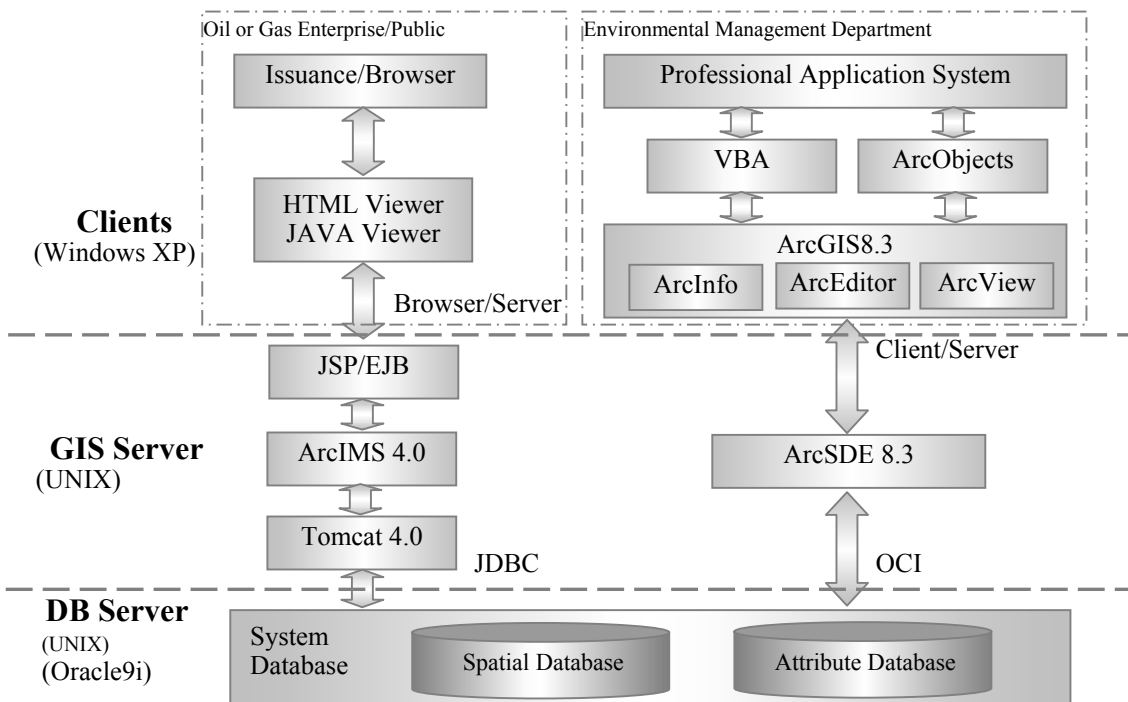 Oil or Gas Enterprise/Public
Issuance/Browser
HTML Viewer
JAVA Viewer
Browser/Server
Environmental Management Department
Professional Application System
VBA
ArcObjects
ArcGIS8.3
ArcInfo
ArcEditor
ArcView
Client/Server
Clients
(Windows XP)
GIS Server
(UNIX)
JSP/EJB
ArcIMS 4.0
Tomcat 4.0
JDBC
ArcSDE 8.3
OCI
DB Server
(UNIX)
(Oracle9i)
System
Database
Spatial Database
Attribute Database